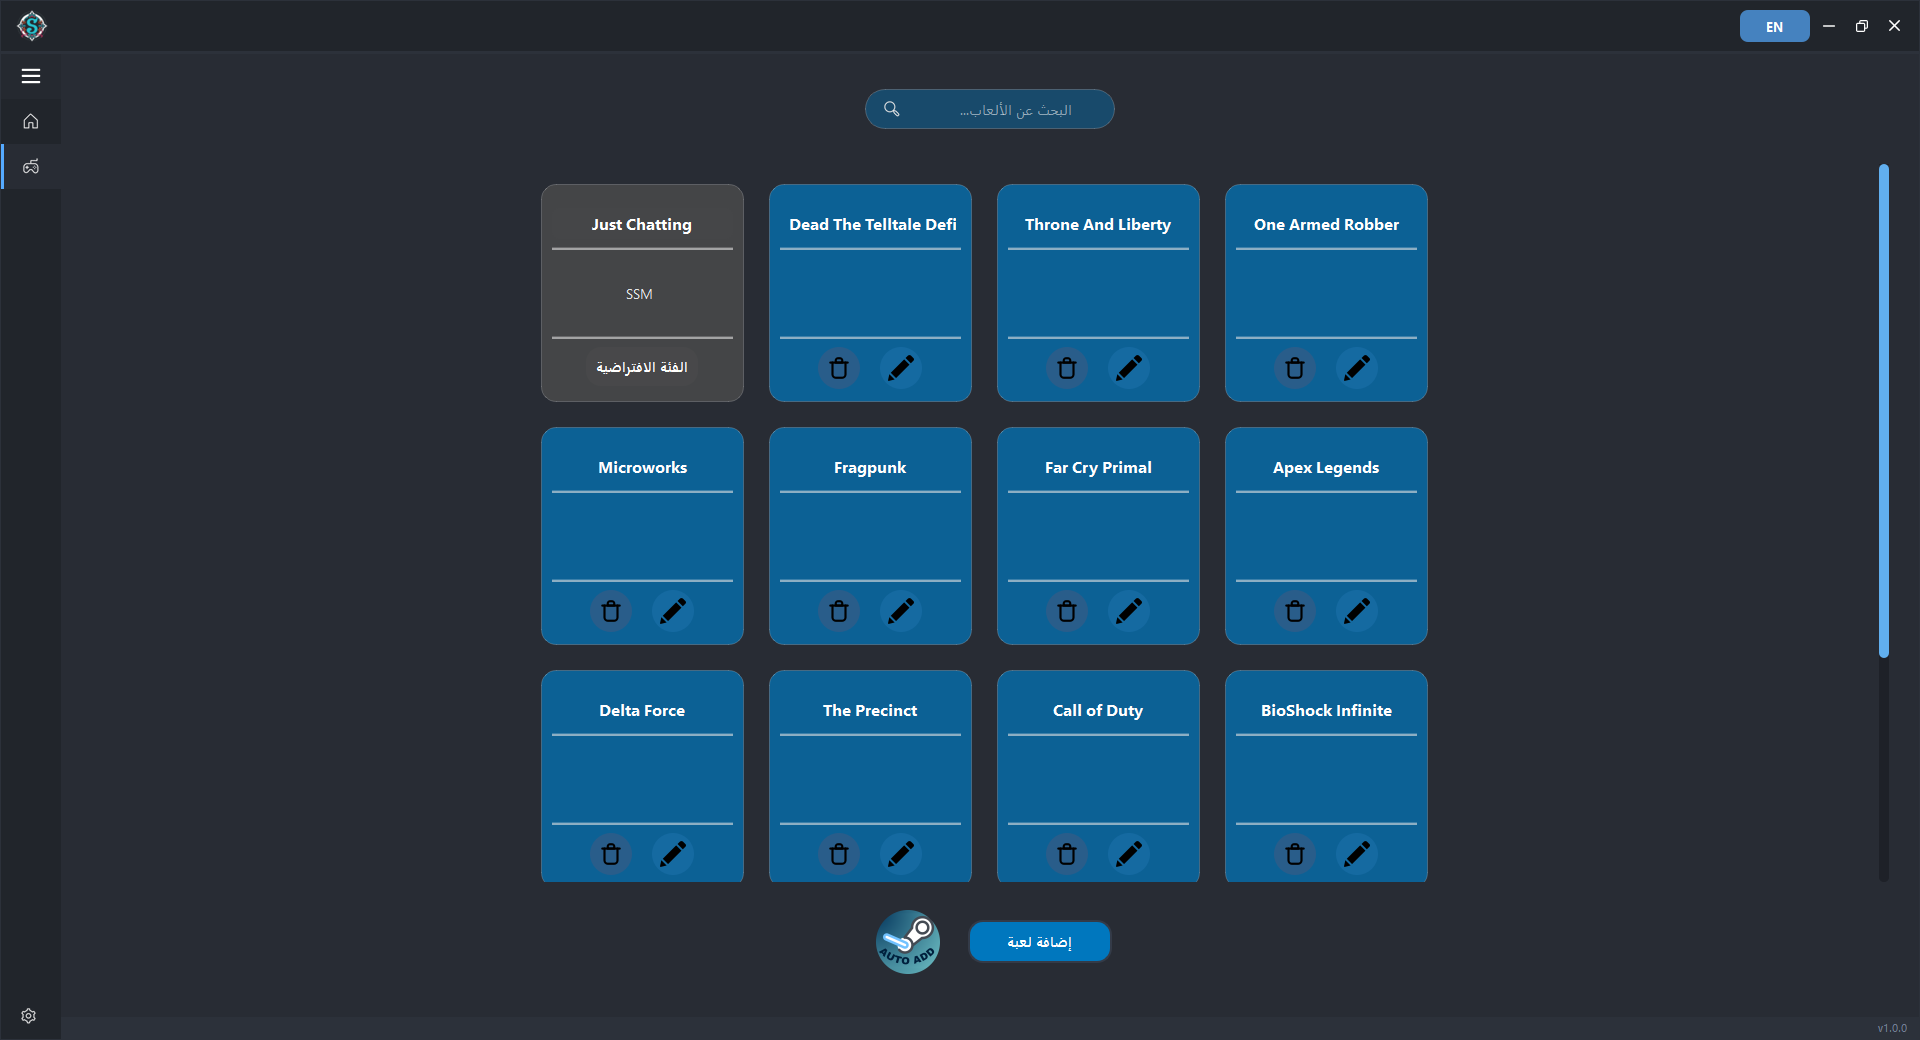 S
EN
البحث عن الألعاب...
Just Chatting
SSM
الفئة الافتراضية
Dead The Telltale Defi
Throne And Liberty
One Armed Robber
Microworks
Fragpunk
Far Cry Primal
Apex Legends
Delta Force
The Precinct
Call of Duty
BioShock Infinite
AUTO ADD
إضافة لعبة
v1.0.0